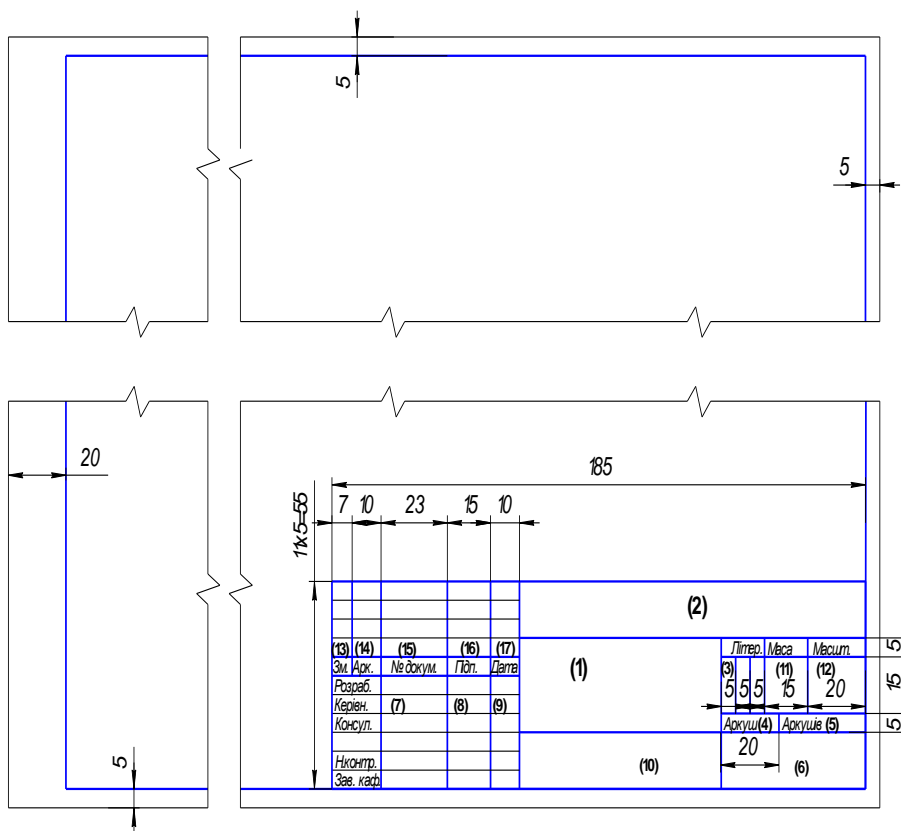 5
5
20
185
7 10 23 15 10
11x5=55
(2)
(13) (14) (15) (16) (17)
(1)
Літер. Маса Масшт. 5
Зм. Арк. № докум. Підп. Дата
(3) (11) (12)
Розраб.
5 5 5 15 20 15
Керівн. (7) (8) (9)
Консул.
Аркуш (4) Аркушів (5) 5
20
Н.контр.
(10) (6)
Зав. каф.
5